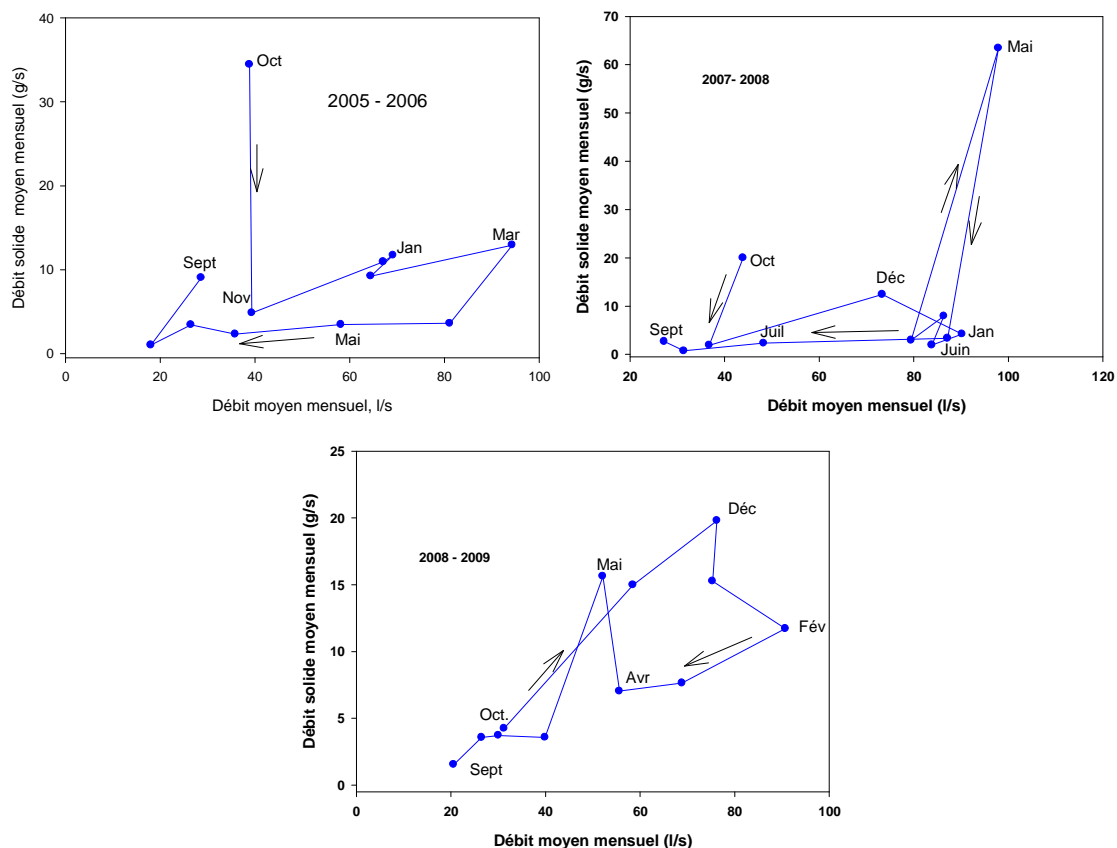 40
30
20
10
0
0
20
40
60
80
100
Débit solide moyen mensuel (g/s)
Débit moyen mensuel, l/s
2005 - 2006
Oct
Sept
Nov
Jan
Mar
Mai
70
60
50
40
30
20
10
0
20
40
60
80
100
120
Débit solide moyen mensuel (g/s)
Débit moyen mensuel (l/s)
2007- 2008
Mai
Oct
Déc
Sept
Juil
Jan
Juin
25
20
15
10
5
0
0
20
40
60
80
100
Débit solide moyen mensuel (g/s)
Débit moyen mensuel (l/s)
2008 - 2009
Déc
Mai
Fév
Avr
Oct.
Sept